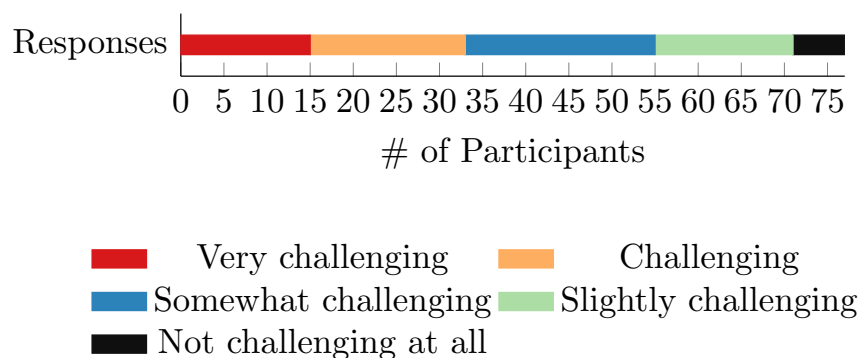 Responses
0 5 10 15 20 25 30 35 40 45 50 55 60 65 70 75
# of Participants
Very challenging Challenging
Somewhat challenging Slightly challenging
Not challenging at all